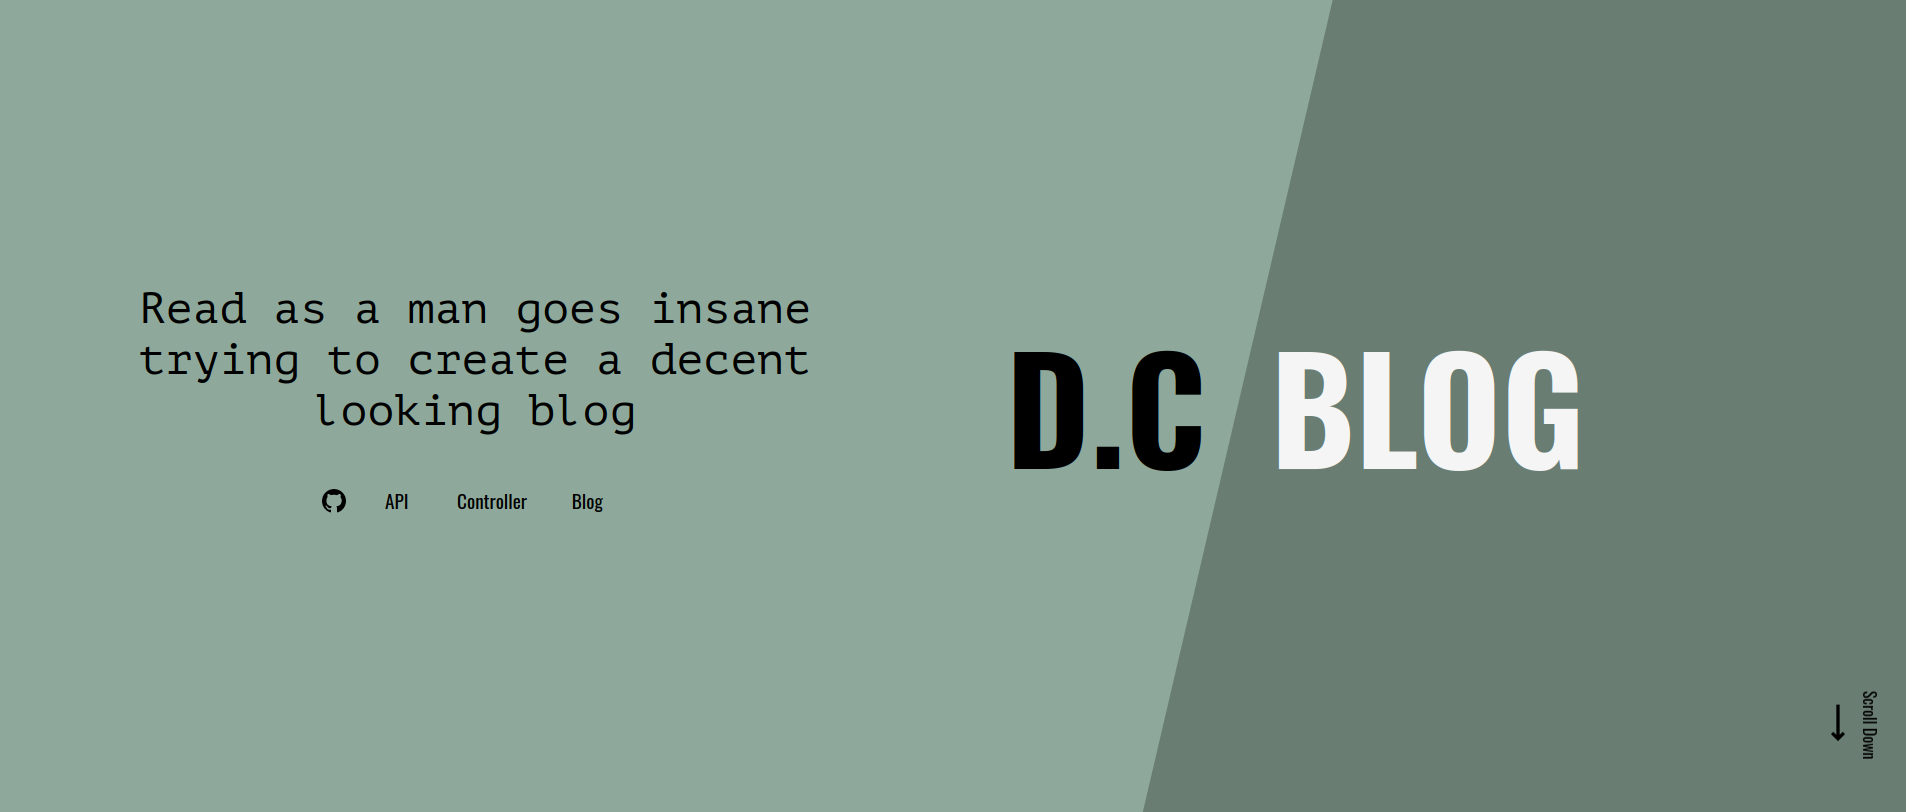 Read as a man goes insane
trying to create a decent
looking blog
API Controller Blog
D.C BLOG
Scroll Down